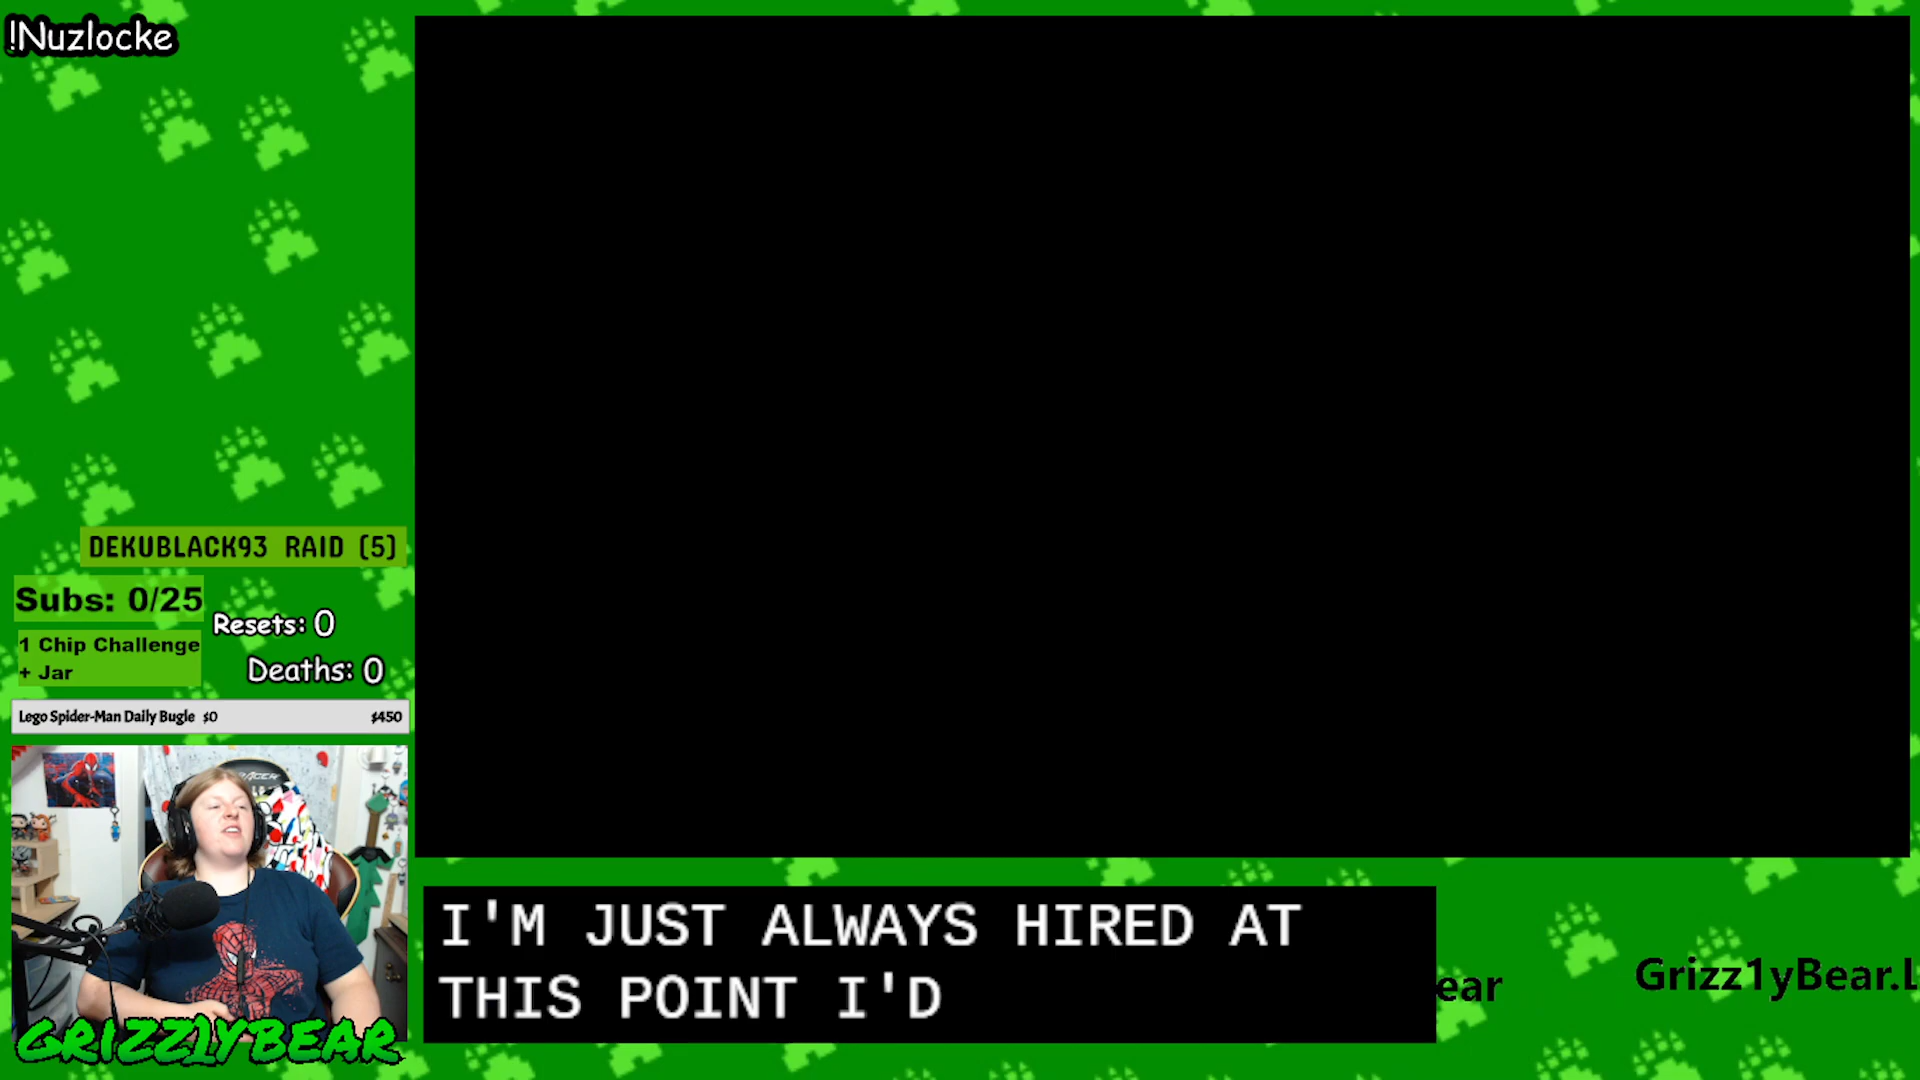 !Nuzlocke
DEKUBLACK93 RAID (5)
Subs: 0/25
Resets: 0
1 Chip Challenge
+ Jar
Deaths: 0
Lego Spider-Man Daily Bugle $0 $450
GRIZZ1YBEAR
I'M JUST ALWAYS HIRED AT
THIS POINT I'D
ear
Grizz1yBear.L